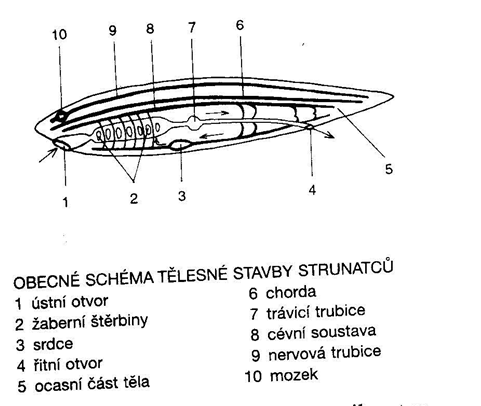 10 9 8 7 6
1 2 3 4 5
OBECNÉ SCHÉMA TĚLESNÉ STAVBY STRUNATCŮ
1 ústní otvor
2 žaberní štěrbiny
3 srdce
4 řitní otvor
5 ocasní část těla
6 chorda
7 trávicí trubice
8 cévní soustava
9 nervová trubice
10 mozek